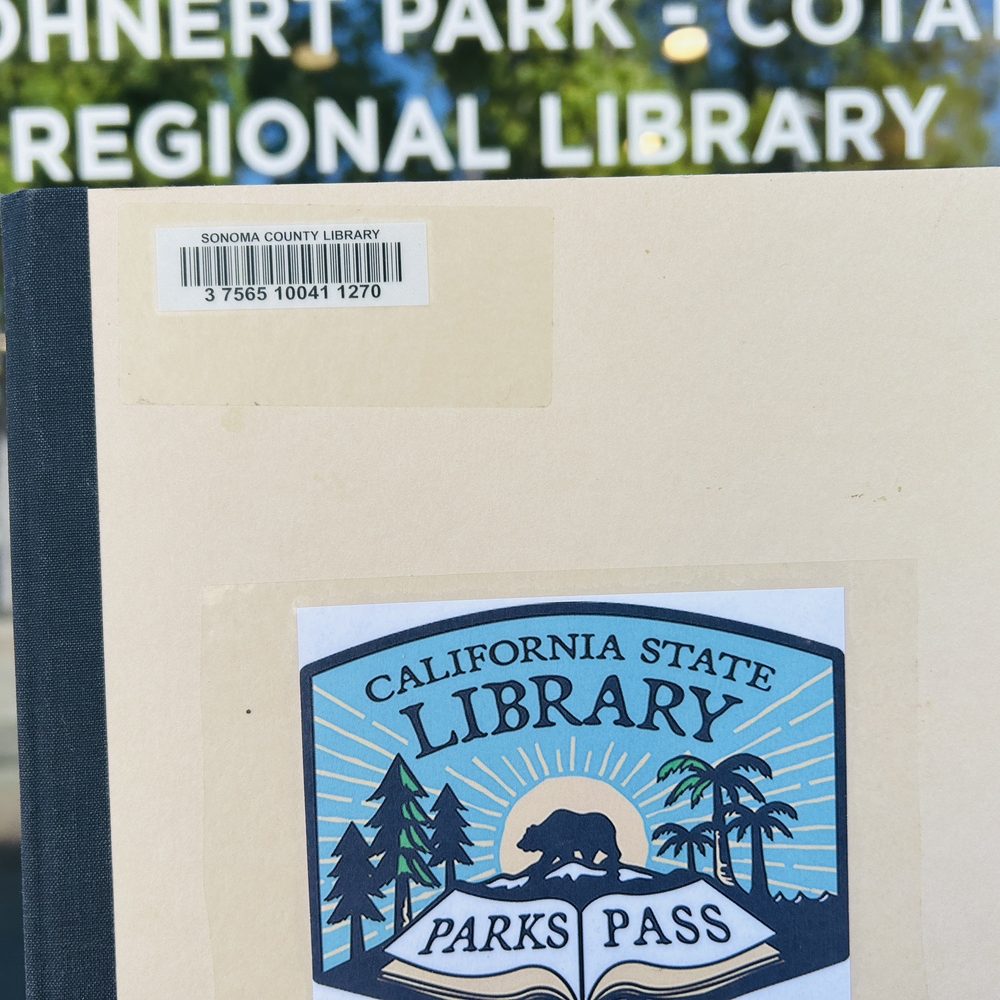 OHNERT PARK - COTA
REGIONAL LIBRARY
SONOMA COUNTY LIBRARY
3 7565 10041 1270
CALIFORNIA STATE
LIBRARY
PARKS PASS